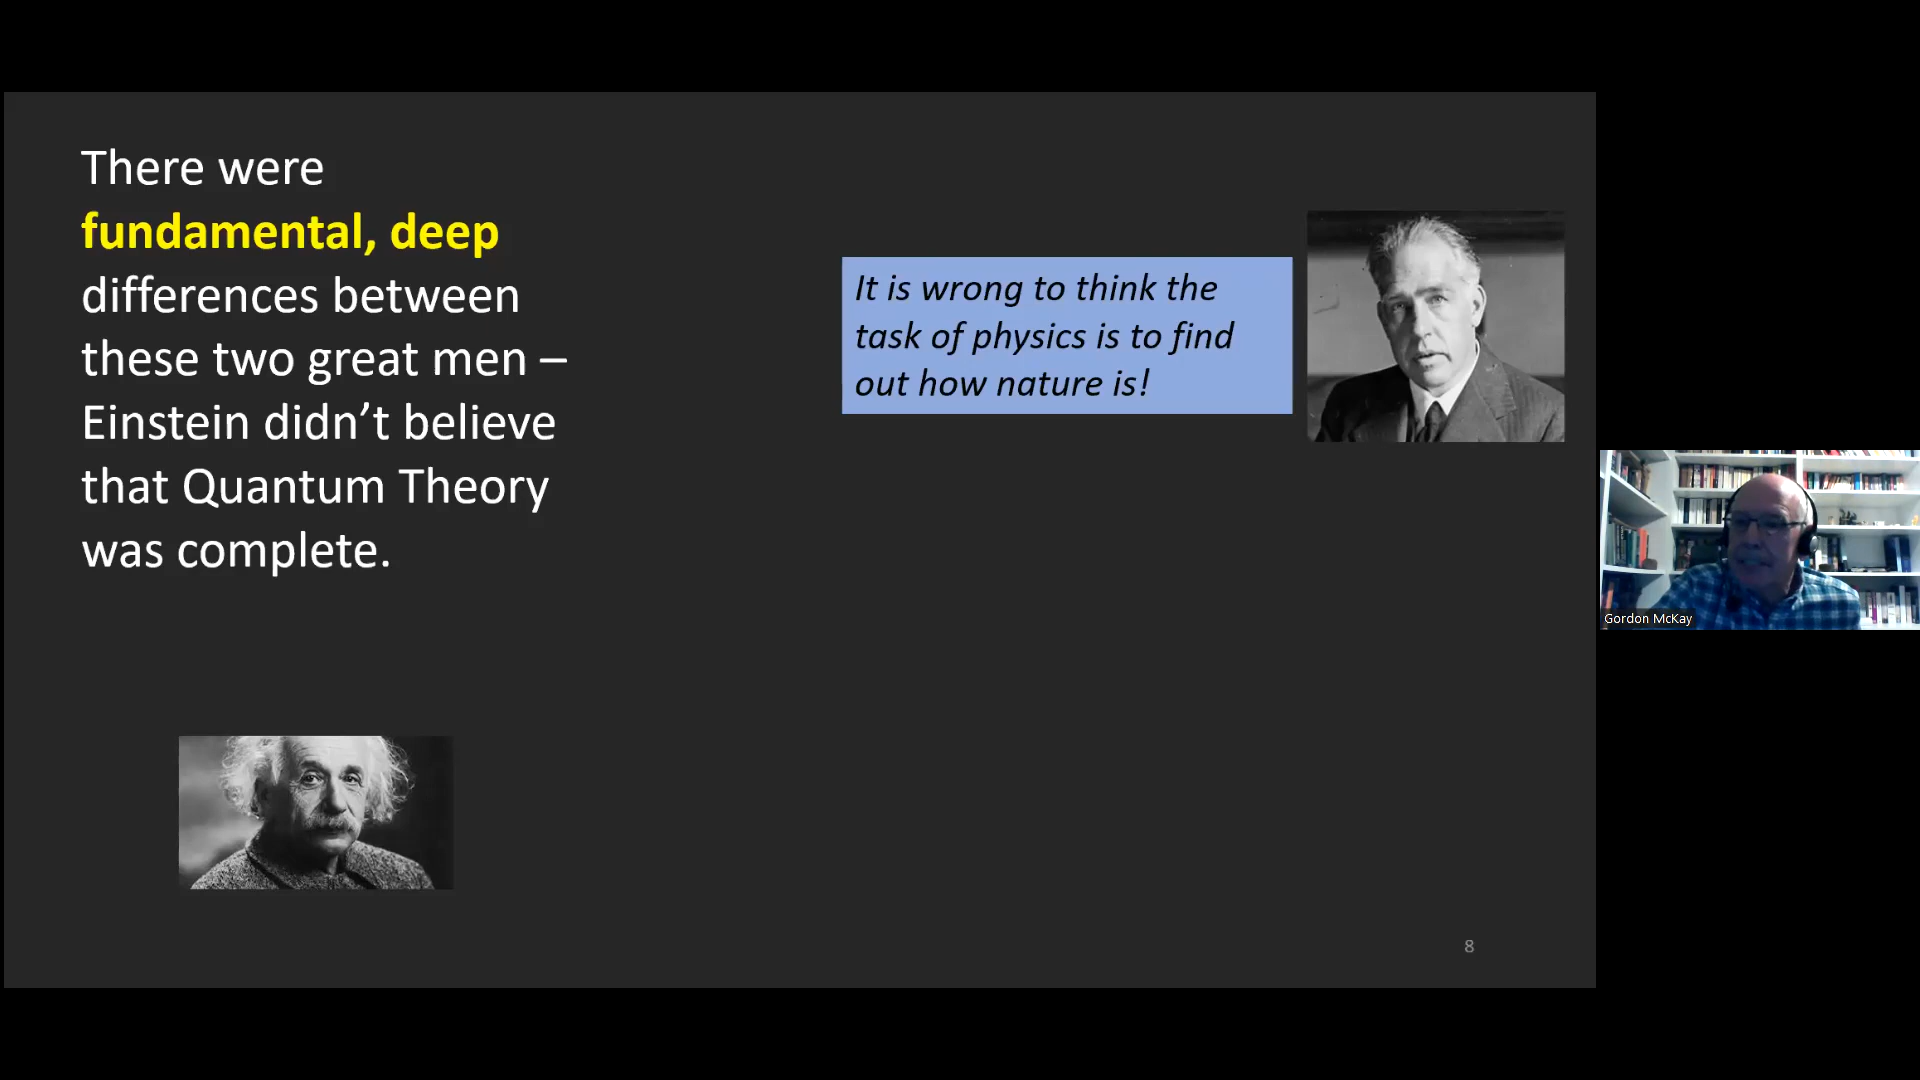 There were
fundamental, deep
differences between
these two great men –
Einstein didn’t believe
that Quantum Theory
was complete.
It is wrong to think the
task of physics is to find
out how nature is!
Gordon McKay
8